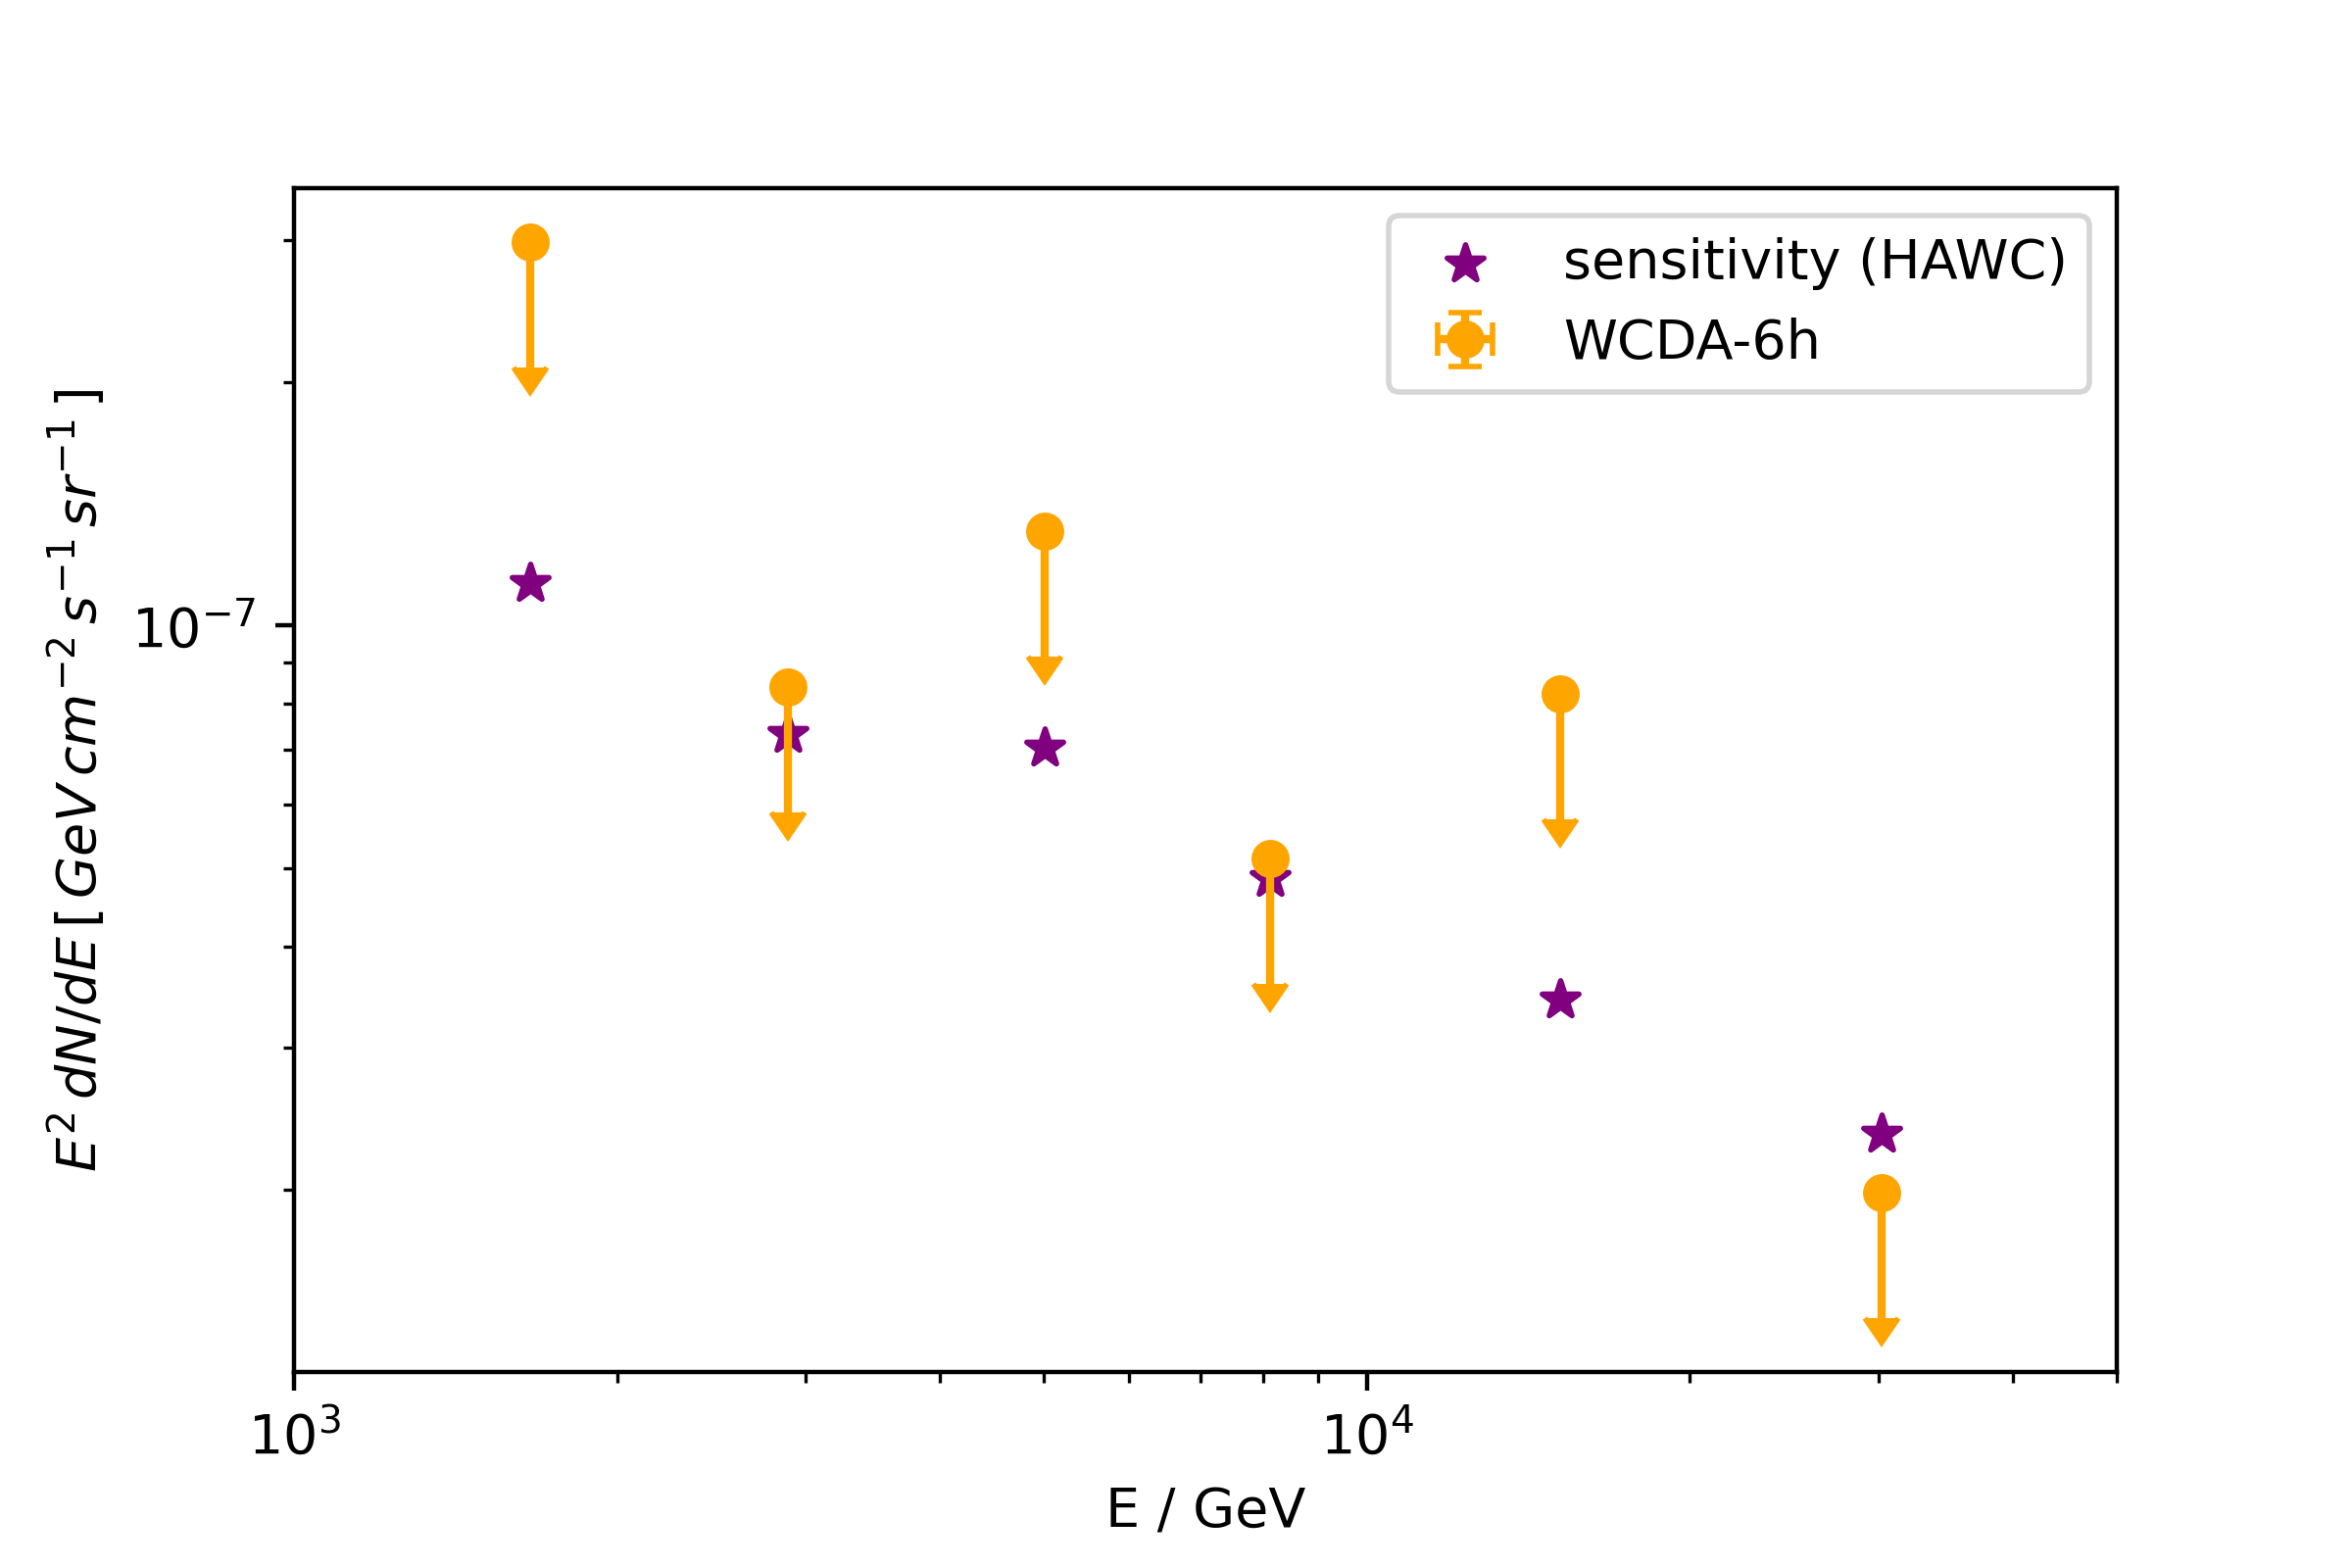 sensitivity (HAWC)
WCDA-6h
$E^2\,dN/dE\,[\,GeV\,cm^{-2}\,s^{-1}\,sr^{-1}\,]$
$10^{-7}$
$10^3$
$10^4$
E / GeV